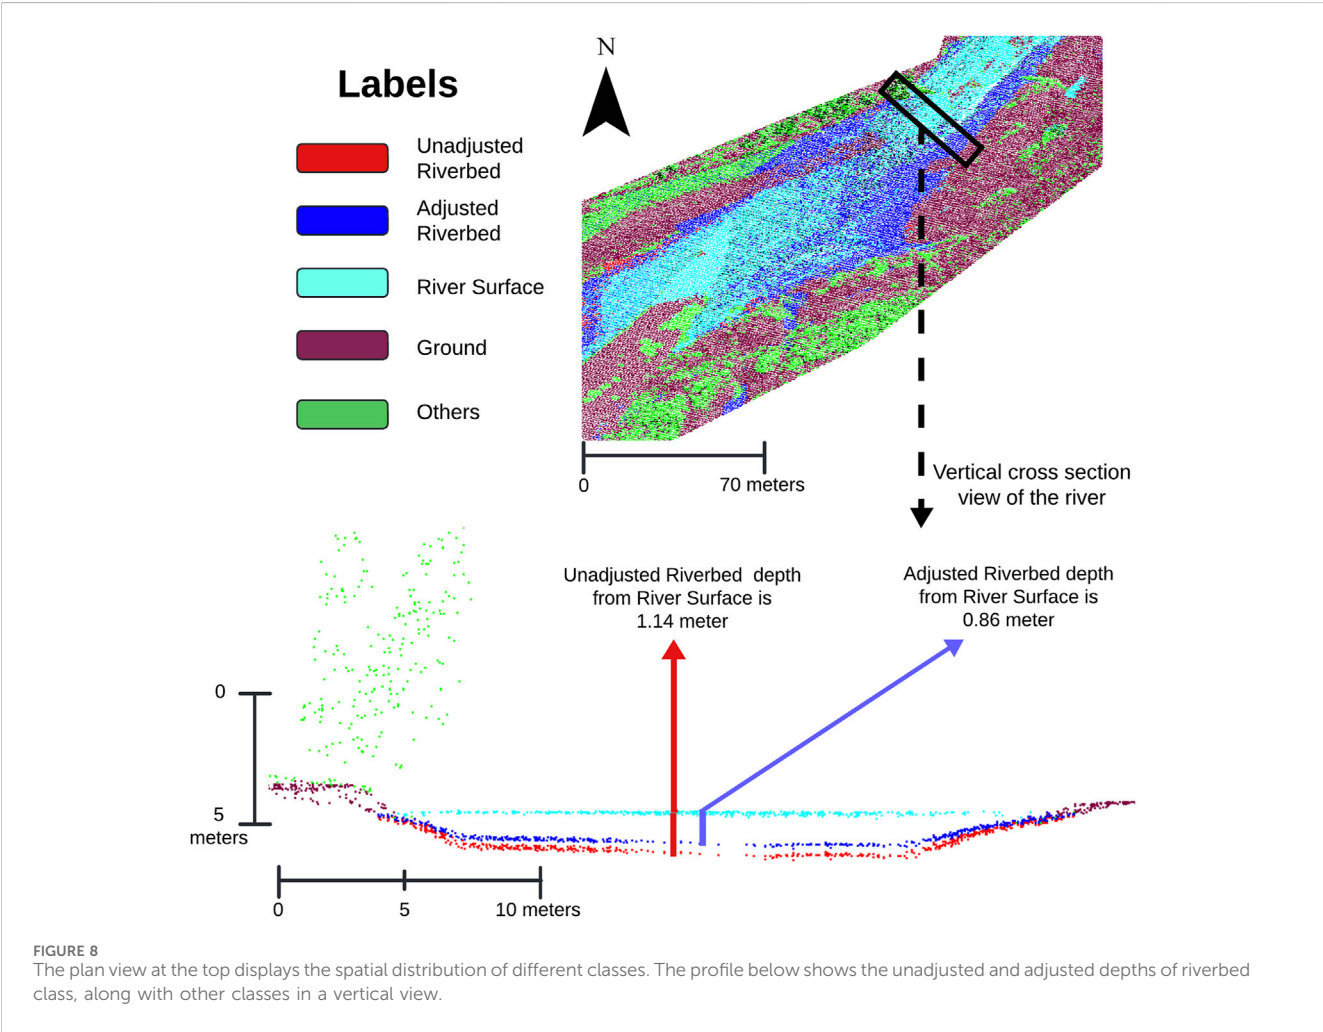 N
Labels
Unadjusted
Riverbed
Adjusted
Riverbed
River Surface
Ground
Others
0
70 meters
Vertical cross section
view of the river
Unadjusted Riverbed depth
from River Surface is
1.14 meter
Adjusted Riverbed depth
from River Surface is
0.86 meter
0
5
meters
0
5
10 meters
FIGURE 8
The plan view at the top displays the spatial distribution of different classes. The profile below shows the unadjusted and adjusted depths of riverbed
class, along with other classes in a vertical view.